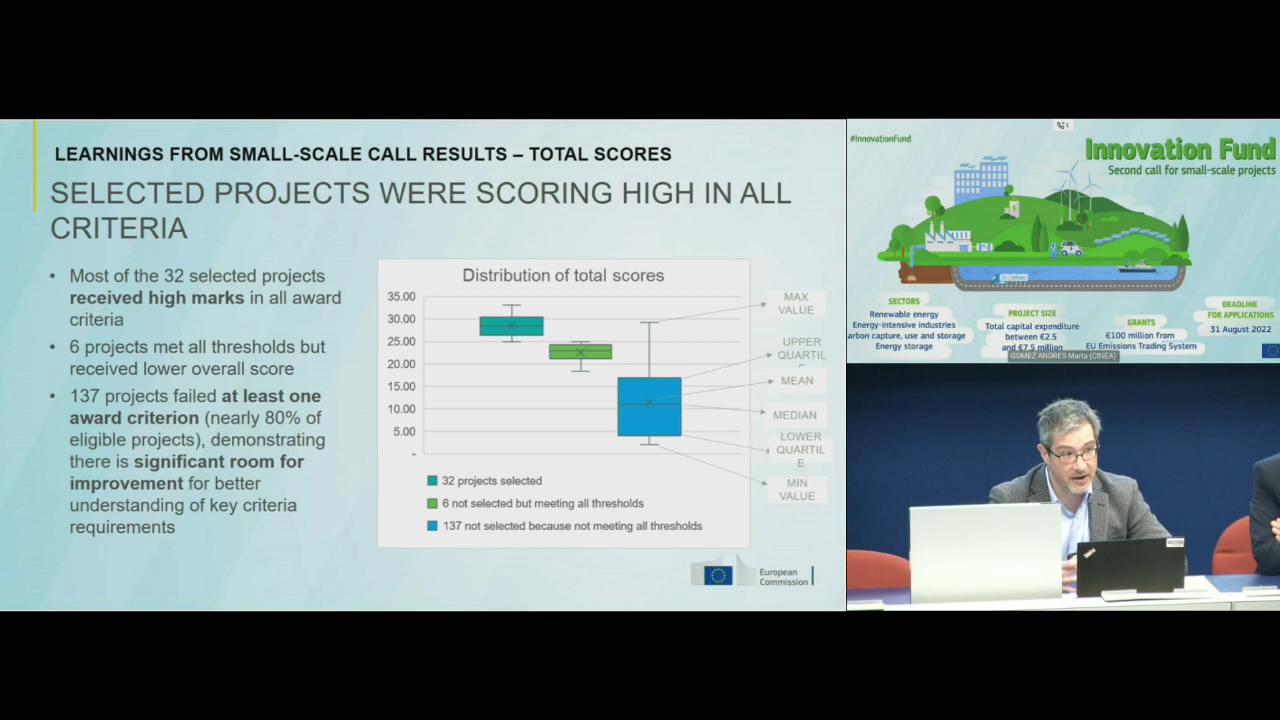 LEARNINGS FROM SMALL-SCALE CALL RESULTS – TOTAL SCORES
SELECTED PROJECTS WERE SCORING HIGH IN ALL
CRITERIA
• Most of the 32 selected projects
received high marks in all award
criteria
• 6 projects met all thresholds but
received lower overall score
• 137 projects failed at least one
award criterion (nearly 80% of
eligible projects), demonstrating
there is significant room for
improvement for better
understanding of key criteria
requirements
Distribution of total scores
35.00
30.00
25.00
20.00
15.00
10.00
5.00
-
32 projects selected
6 not selected but meeting all thresholds
137 not selected because not meeting all thresholds
MAX
VALUE
UPPER
QUARTIL
MEAN
MEDIAN
LOWER
QUARTIL
E
MIN
VALUE
European
Commission
#InnovationFund
Innovation Fund
Second call for small-scale projects
SECTORS
Renewable energy
Energy-intensive industries
arbon capture, use and storage
Energy storage
PROJECT SIZE
Total capital expenditure
between €2.5
and €7.5 million
GRANTS
€100 million from
EU Emissions Trading System
DEADLINE
FOR APPLICATIONS
31 August 2022
GOMEZ ANDRES Marta (CINEA)